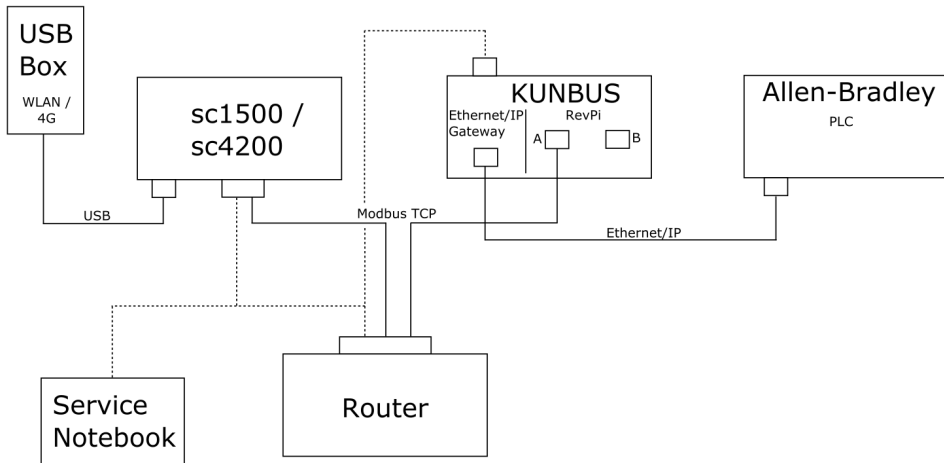 USB
Box
WLAN /
4G
sc1500 /
sc4200
KUNBUS
Ethernet/IP
Gateway
RevPi
A
B
Allen-Bradley
PLC
USB
Modbus TCP
Ethernet/IP
Router
Service
Notebook